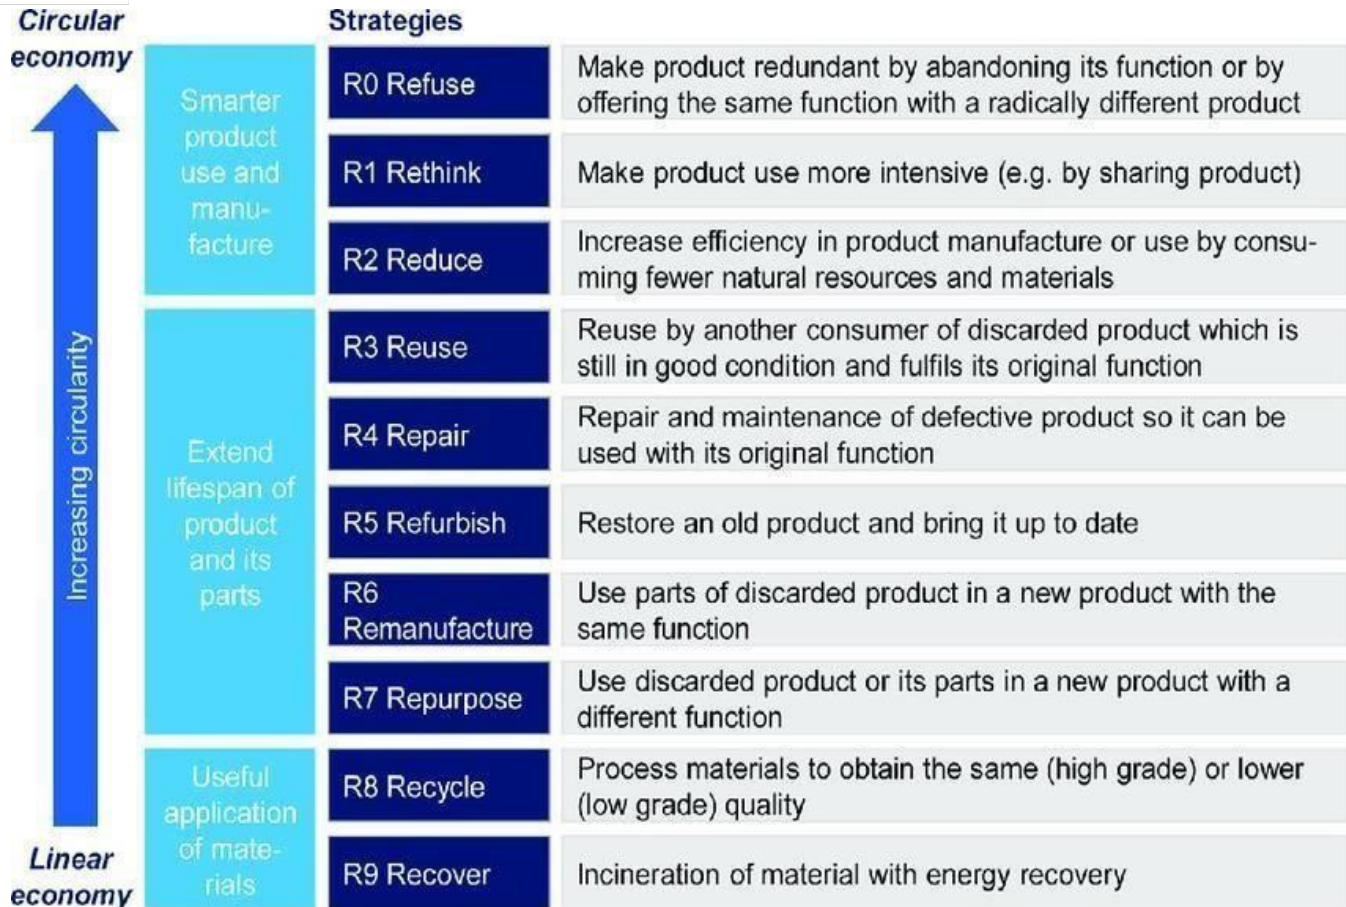 Circular
economy
Strategies
Smarter
product
use and
manu-
facture
R0 Refuse
Make product redundant by abandoning its function or by
offering the same function with a radically different product
R1 Rethink
Make product use more intensive (e.g. by sharing product)
R2 Reduce
Increase efficiency in product manufacture or use by consu-
ming fewer natural resources and materials
Increasing circularity
Extend
lifespan of
product
and its
parts
R3 Reuse
Reuse by another consumer of discarded product which is
still in good condition and fulfils its original function
R4 Repair
Repair and maintenance of defective product so it can be
used with its original function
R5 Refurbish
Restore an old product and bring it up to date
R6
Remanufacture
Use parts of discarded product in a new product with the
same function
R7 Repurpose
Use discarded product or its parts in a new product with a
different function
Useful
application
of mate-
rials
R8 Recycle
Process materials to obtain the same (high grade) or lower
(low grade) quality
R9 Recover
Incineration of material with energy recovery
Linear
economy